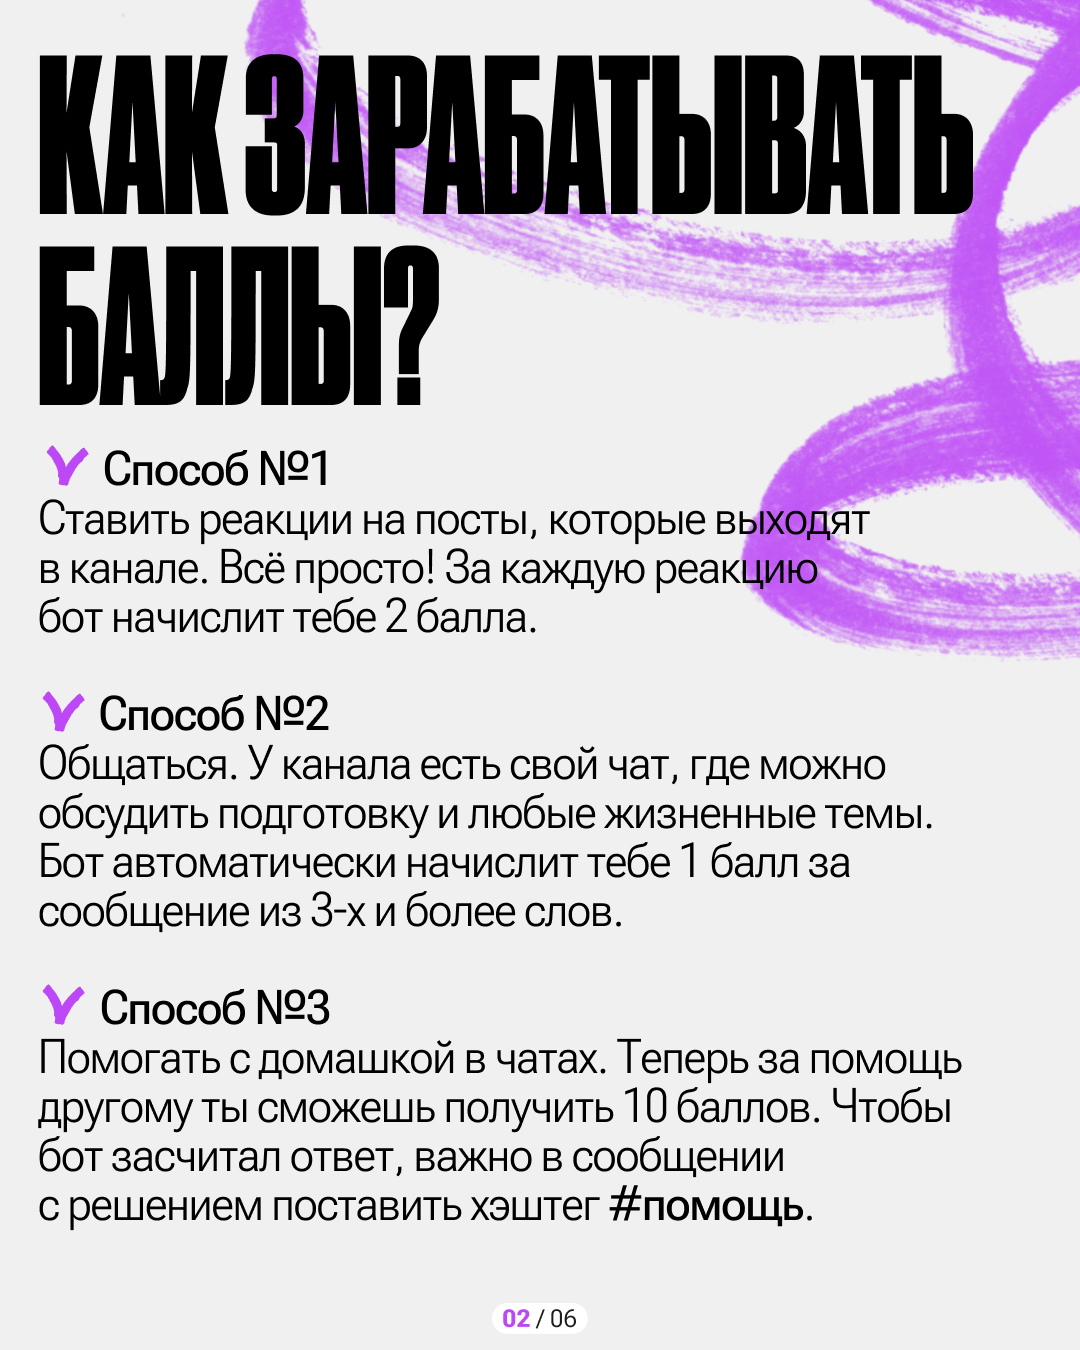 КАК ЗАРАБАТЫВАТЬ
БАЛЛЫ?
Способ №1
Ставить реакции на посты, которые выходят
в канале. Всё просто! За каждую реакцию
бот начислит тебе 2 балла.
Способ №2
Общаться. У канала есть свой чат, где можно
обсудить подготовку и любые жизненные темы.
Бот автоматически начислит тебе 1 балл за
сообщение из 3-х и более слов.
Способ №3
Помогать с домашкой в чатах. Теперь за помощь
другому ты сможешь получить 10 баллов. Чтобы
бот засчитал ответ, важно в сообщении
с решением поставить хэштег #помощь.
02 / 06